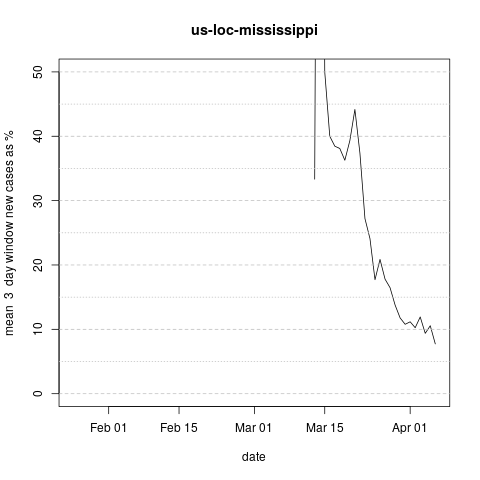 us-loc-mississippi
mean 3 day window new cases as %
50
40
30
20
10
0
Feb 01 Feb 15 Mar 01 Mar 15 Apr 01
date